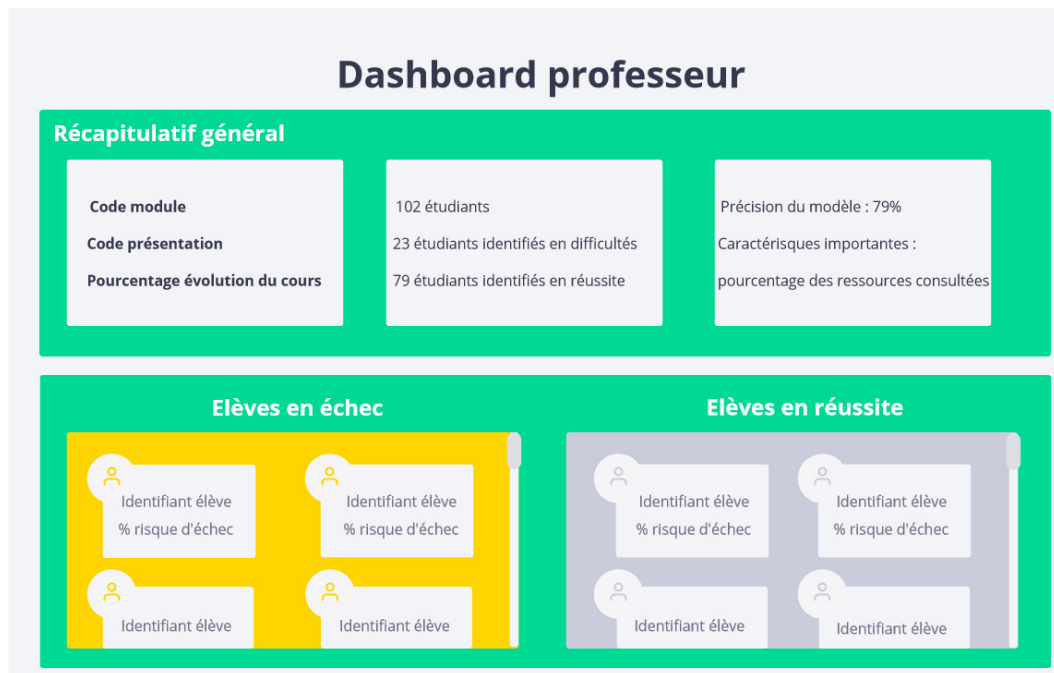 Dashboard professeur
Récapitulatif général
Code module
Code présentation
Pourcentage évolution du cours
102 étudiants
23 étudiants identifiés en difficultés
79 étudiants identifiés en réussite
Précision du modèle : 79%
Caractérisques importantes :
pourcentage des ressources consultées
Elèves en échec
Identifiant élève
% risque d'échec
Identifiant élève
% risque d'échec
Identifiant élève
Identifiant élève
Elèves en réussite
Identifiant élève
% risque d'échec
Identifiant élève
% risque d'échec
Identifiant élève
Identifiant élève